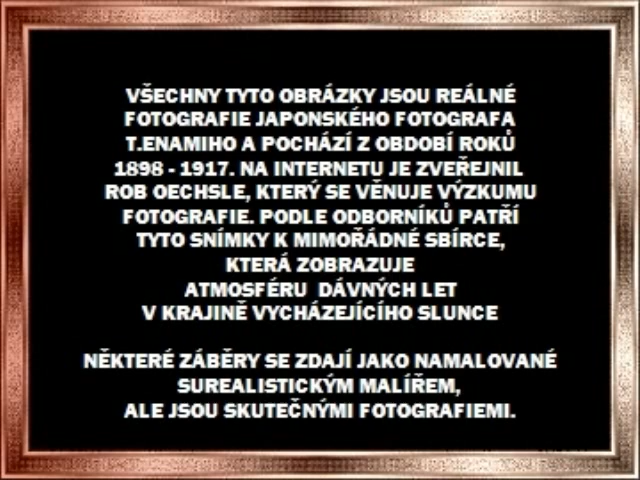 VŠECHNY TYTO OBRÁZKY JSOU REÁLNÉ
FOTOGRAFIE JAPONSKÉHO FOTOGRAFA
T.ENAMIHO A POCHÁZÍ Z OBDOBÍ ROKŮ
1898 - 1917. NA INTERNETU JE ZVEŘEJNIL
ROB OECHSLE, KTERÝ SE VĚNUJE VÝZKUMU
FOTOGRAFIE. PODLE ODBORNÍKŮ PATŘÍ
TYTO SNÍMKY K MIMOŘÁDNÉ SBÍRCE,
KTERÁ ZOBRAZUJE
ATMOSFÉRU DÁVNÝCH LET
V KRAJINĚ VYCHÁZEJÍCÍHO SLUNCE
NĚKTERÉ ZÁBĚRY SE ZDAJÍ JAKO NAMALOVANÉ
SUREALISTICKÝM MALÍŘEM,
ALE JSOU SKUTEČNÝMI FOTOGRAFIEMI.